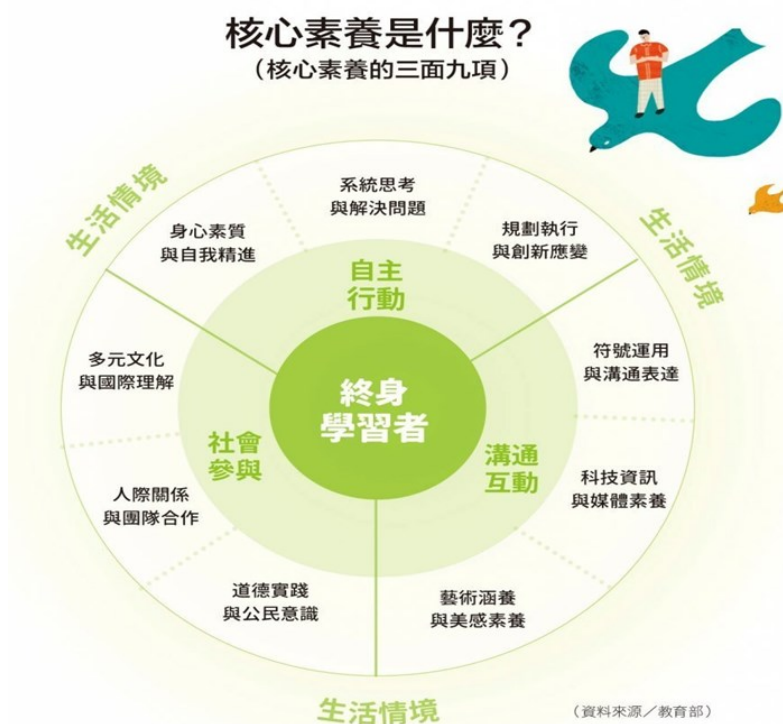 核心素養是什麼？
（核心素養的三面九項）
生活情境
生活情境
系統思考
與解決問題
身心素質
與自我精進
規劃執行
與創新應變
自主
行動
多元文化
與國際理解
符號運用
與溝通表達
終身
學習者
社會
參與
溝通
互動
人際關係
與團隊合作
科技資訊
與媒體素養
道德實踐
與公民意識
藝術涵養
與美感素養
生活情境
（資料來源／教育部）